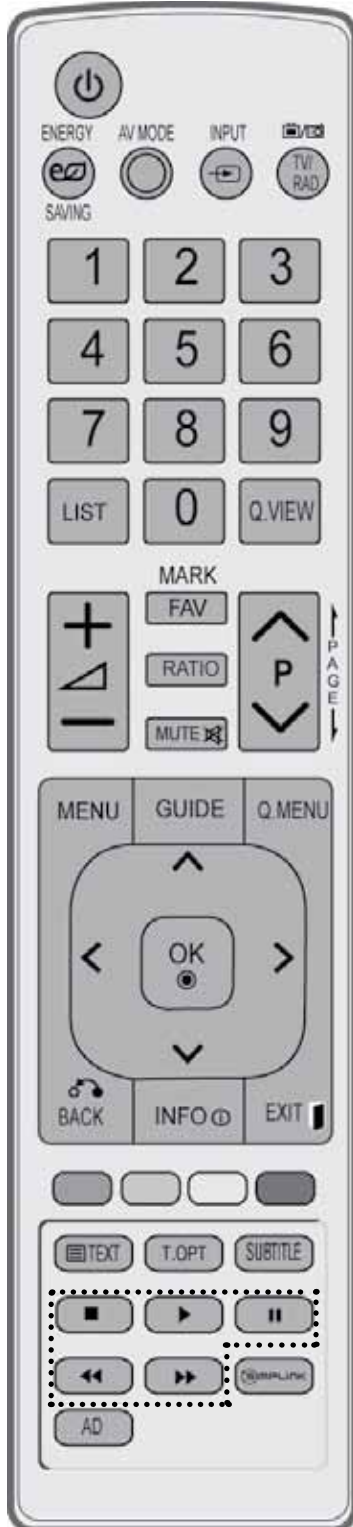 ENERGY AV MODE INPUT
TV/
RAD
SAVING
1 2 3
4 5 6
7 8 9
LIST 0 Q.VIEW
MARK
FAV
RATIO P PAGE
MUTE
MENU GUIDE Q.MENU
OK
BACK INFO EXIT
TEXT T.OPT SUBTITLE
SIMPLINK
AD